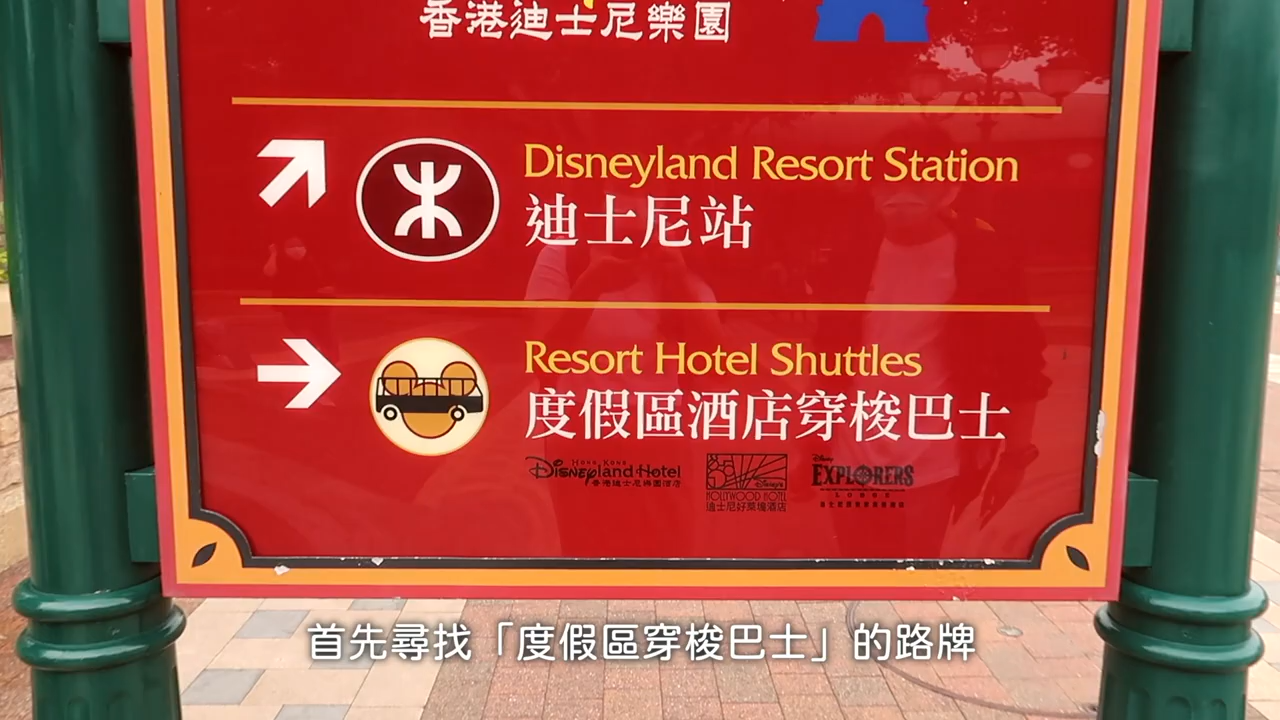 香港迪士尼樂園
Disneyland Resort Station
迪士尼站
Resort Hotel Shuttles
度假區酒店穿梭巴士
HONG KONG
Disneyland Hotel
香港迪士尼樂園酒店
Disney's
HOLLYWOOD HOTEL
迪士尼好萊塢酒店
Disney
EXPLORERS
LODGE
首先尋找「度假區穿梭巴士」的路牌